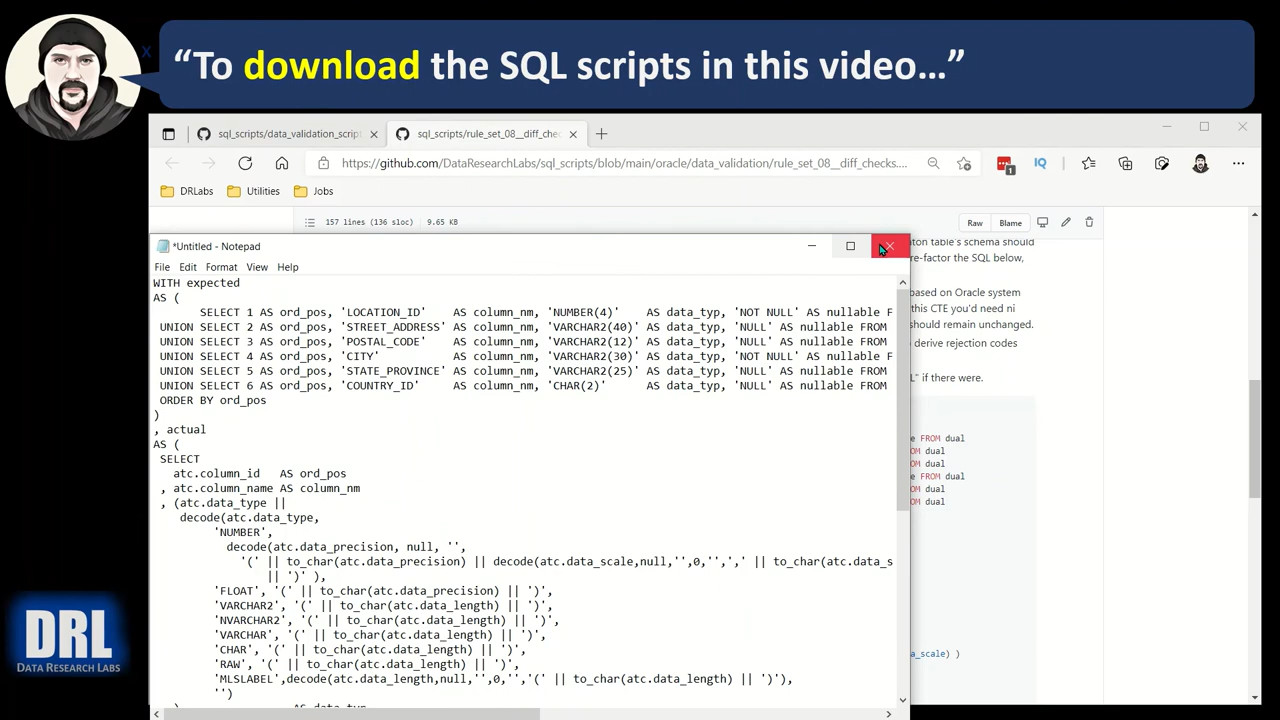 “To download the SQL scripts in this video…”
X
sql_scripts/data_validation_script
sql_scripts/rule_set_08__diff_chec
https://github.com/DataResearchLabs/sql_scripts/blob/main/oracle/data_validation/rule_set_08__diff_checks....
1
IQ
DRLabs Utilities Jobs
157 lines (136 sloc) 9.65 KB
Raw Blame
*Untitled - Notepad
File Edit Format View Help
WITH expected
AS (
SELECT 1 AS ord_pos, 'LOCATION_ID' AS column_nm, 'NUMBER(4)' AS data_typ, 'NOT NULL' AS nullable F
UNION SELECT 2 AS ord_pos, 'STREET_ADDRESS' AS column_nm, 'VARCHAR2(40)' AS data_typ, 'NULL' AS nullable FROM
UNION SELECT 3 AS ord_pos, 'POSTAL_CODE' AS column_nm, 'VARCHAR2(12)' AS data_typ, 'NULL' AS nullable FROM
UNION SELECT 4 AS ord_pos, 'CITY' AS column_nm, 'VARCHAR2(30)' AS data_typ, 'NOT NULL' AS nullable F
UNION SELECT 5 AS ord_pos, 'STATE_PROVINCE' AS column_nm, 'VARCHAR2(25)' AS data_typ, 'NULL' AS nullable FROM
UNION SELECT 6 AS ord_pos, 'COUNTRY_ID' AS column_nm, 'CHAR(2)' AS data_typ, 'NULL' AS nullable FROM
ORDER BY ord_pos
)
, actual
AS (
SELECT
atc.column_id AS ord_pos
, atc.column_name AS column_nm
, (atc.data_type ||
decode(atc.data_type,
'NUMBER',
decode(atc.data_precision, null, '',
'(' || to_char(atc.data_precision) || decode(atc.data_scale,null,'',0,'',',' || to_char(atc.data_s
|| ')' ),
'FLOAT', '(' || to_char(atc.data_precision) || ')',
'VARCHAR2', '(' || to_char(atc.data_length) || ')',
'NVARCHAR2', '(' || to_char(atc.data_length) || ')',
'VARCHAR', '(' || to_char(atc.data_length) || ')',
'CHAR', '(' || to_char(atc.data_length) || ')',
'RAW', '(' || to_char(atc.data_length) || ')',
'MLSLABEL',decode(atc.data_length,null,'',0,'','(' || to_char(atc.data_length) || ')'),
'')
) AS data_typ
nton table's schema should
re-factor the SQL below,
based on Oracle system
this CTE you'd need ni
should remain unchanged.
o derive rejection codes
L" if there were.
e FROM dual
ROM dual
ROM dual
e FROM dual
ROM dual
ROM dual
a_scale) )
DRL
DATA RESEARCH LABS